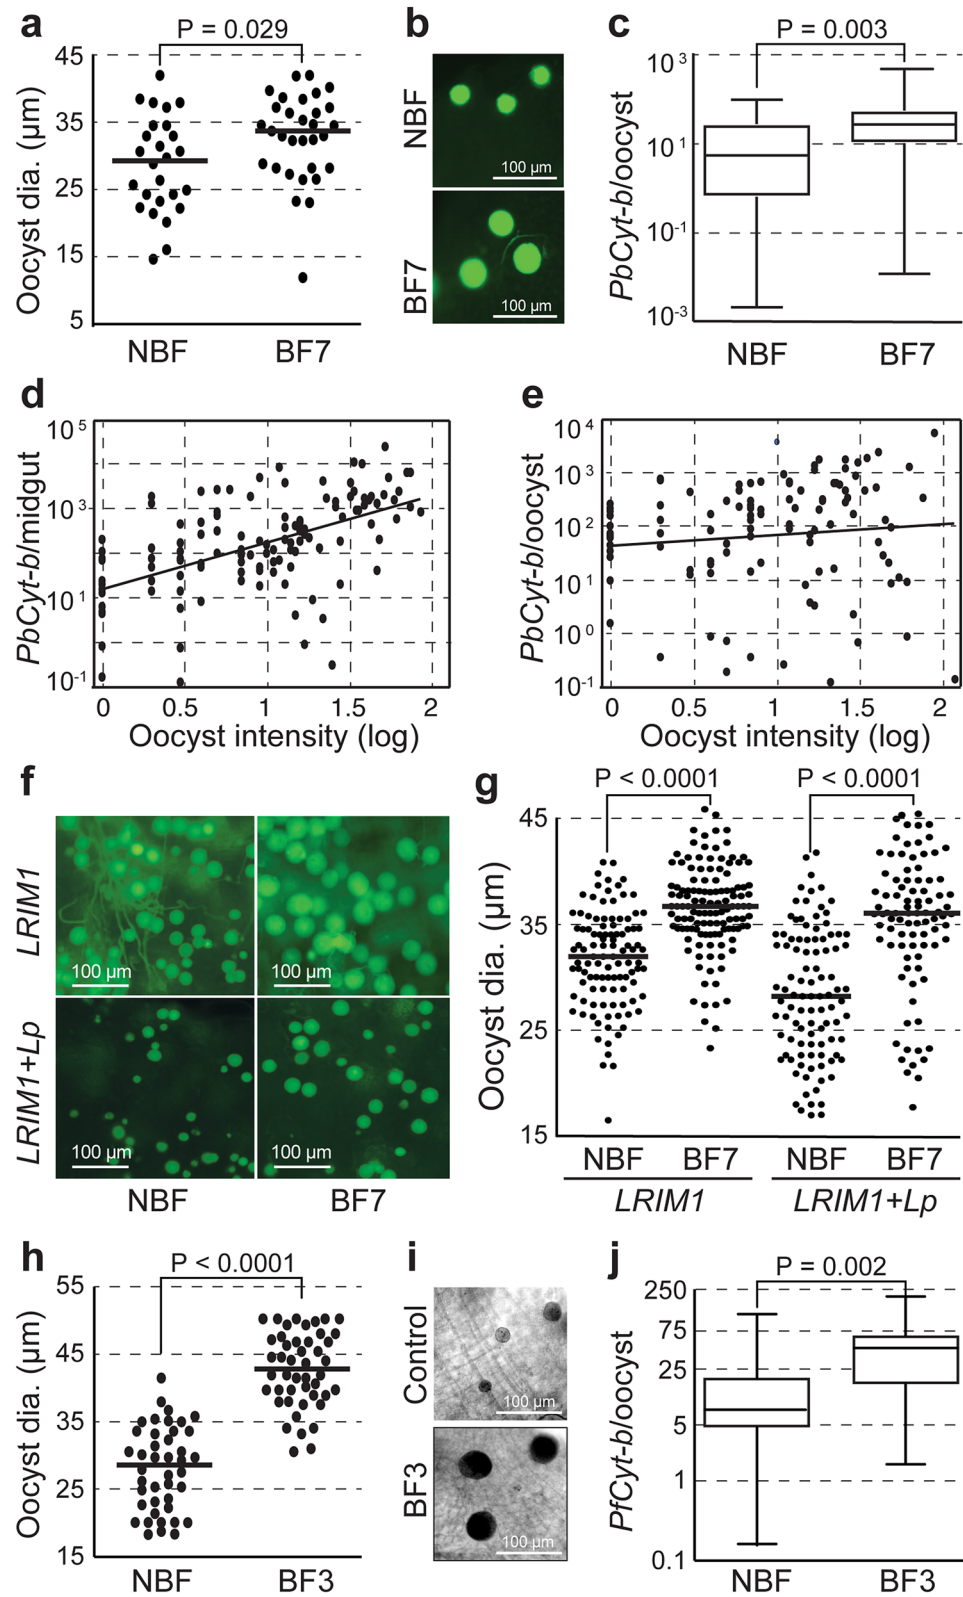 a
P = 0.029
Oocyst dia. (µm)
45
35
25
15
5
NBF
BF7
b
NBF
100 µm
BF7
100 µm
c
P = 0.003
PbCyt-b/oocyst
10³
10¹
10⁻¹
10⁻³
NBF
BF7
d
PbCyt-b/midgut
10⁵
10³
10¹
10⁻¹
0 0.5 1 1.5 2
Oocyst intensity (log)
e
PbCyt-b/oocyst
10⁴
10³
10²
10¹
10⁰
10⁻¹
0 0.5 1 1.5 2
Oocyst intensity (log)
f
LRIM1
100 µm
100 µm
LRIM1+Lp
100 µm
100 µm
NBF
BF7
g
P < 0.0001
P < 0.0001
Oocyst dia. (µm)
45
35
25
15
NBF BF7 NBF BF7
LRIM1 LRIM1+Lp
h
P < 0.0001
Oocyst dia. (µm)
55
45
35
25
15
NBF
BF3
i
Control
100 µm
BF3
100 µm
j
P = 0.002
PfCyt-b/oocyst
250
75
25
5
1
0.1
NBF
BF3